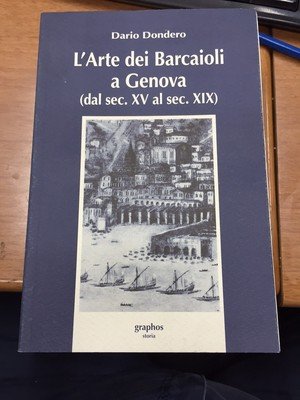 Dario Dondero
L'Arte dei Barcaioli
a Genova
(dal sec. XV al sec. XIX)
graphos
storia